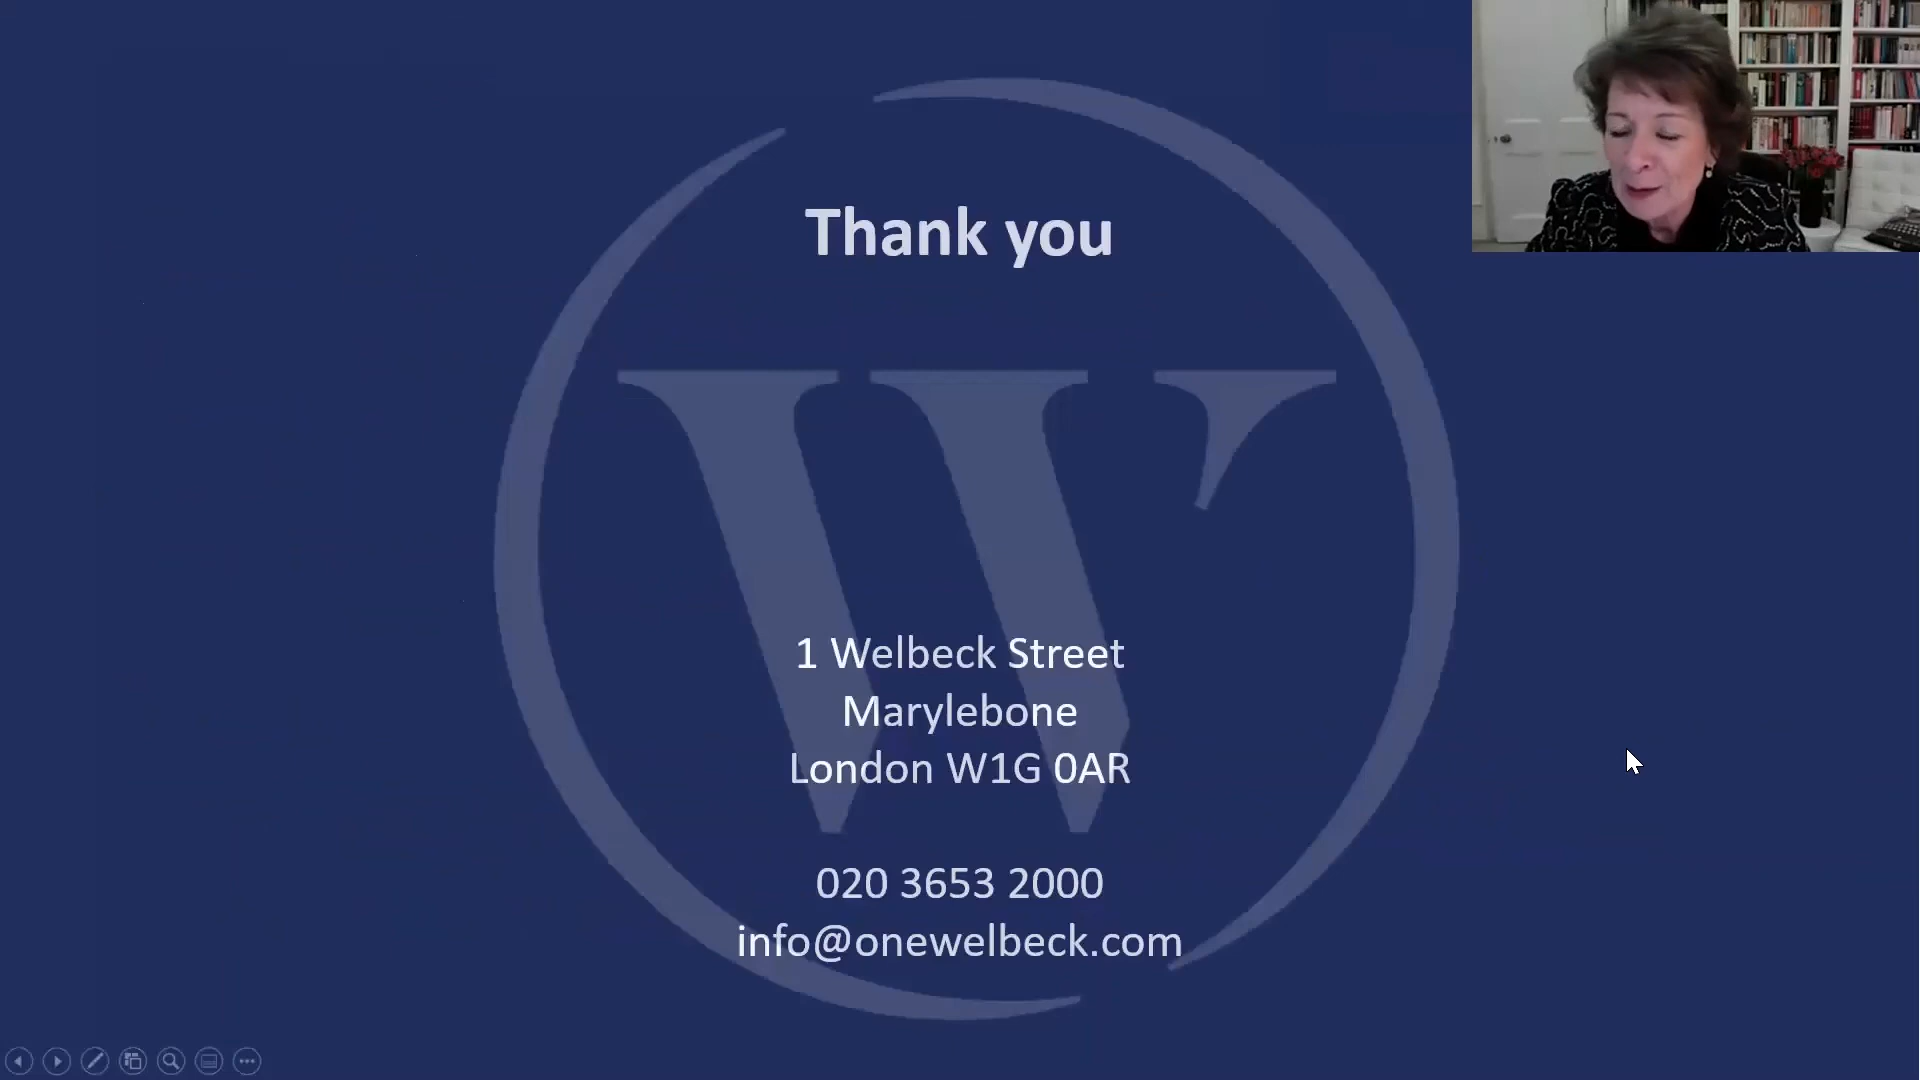 Thank you
W
1 Welbeck Street
Marylebone
London W1G 0AR
020 3653 2000
info@onewelbeck.com